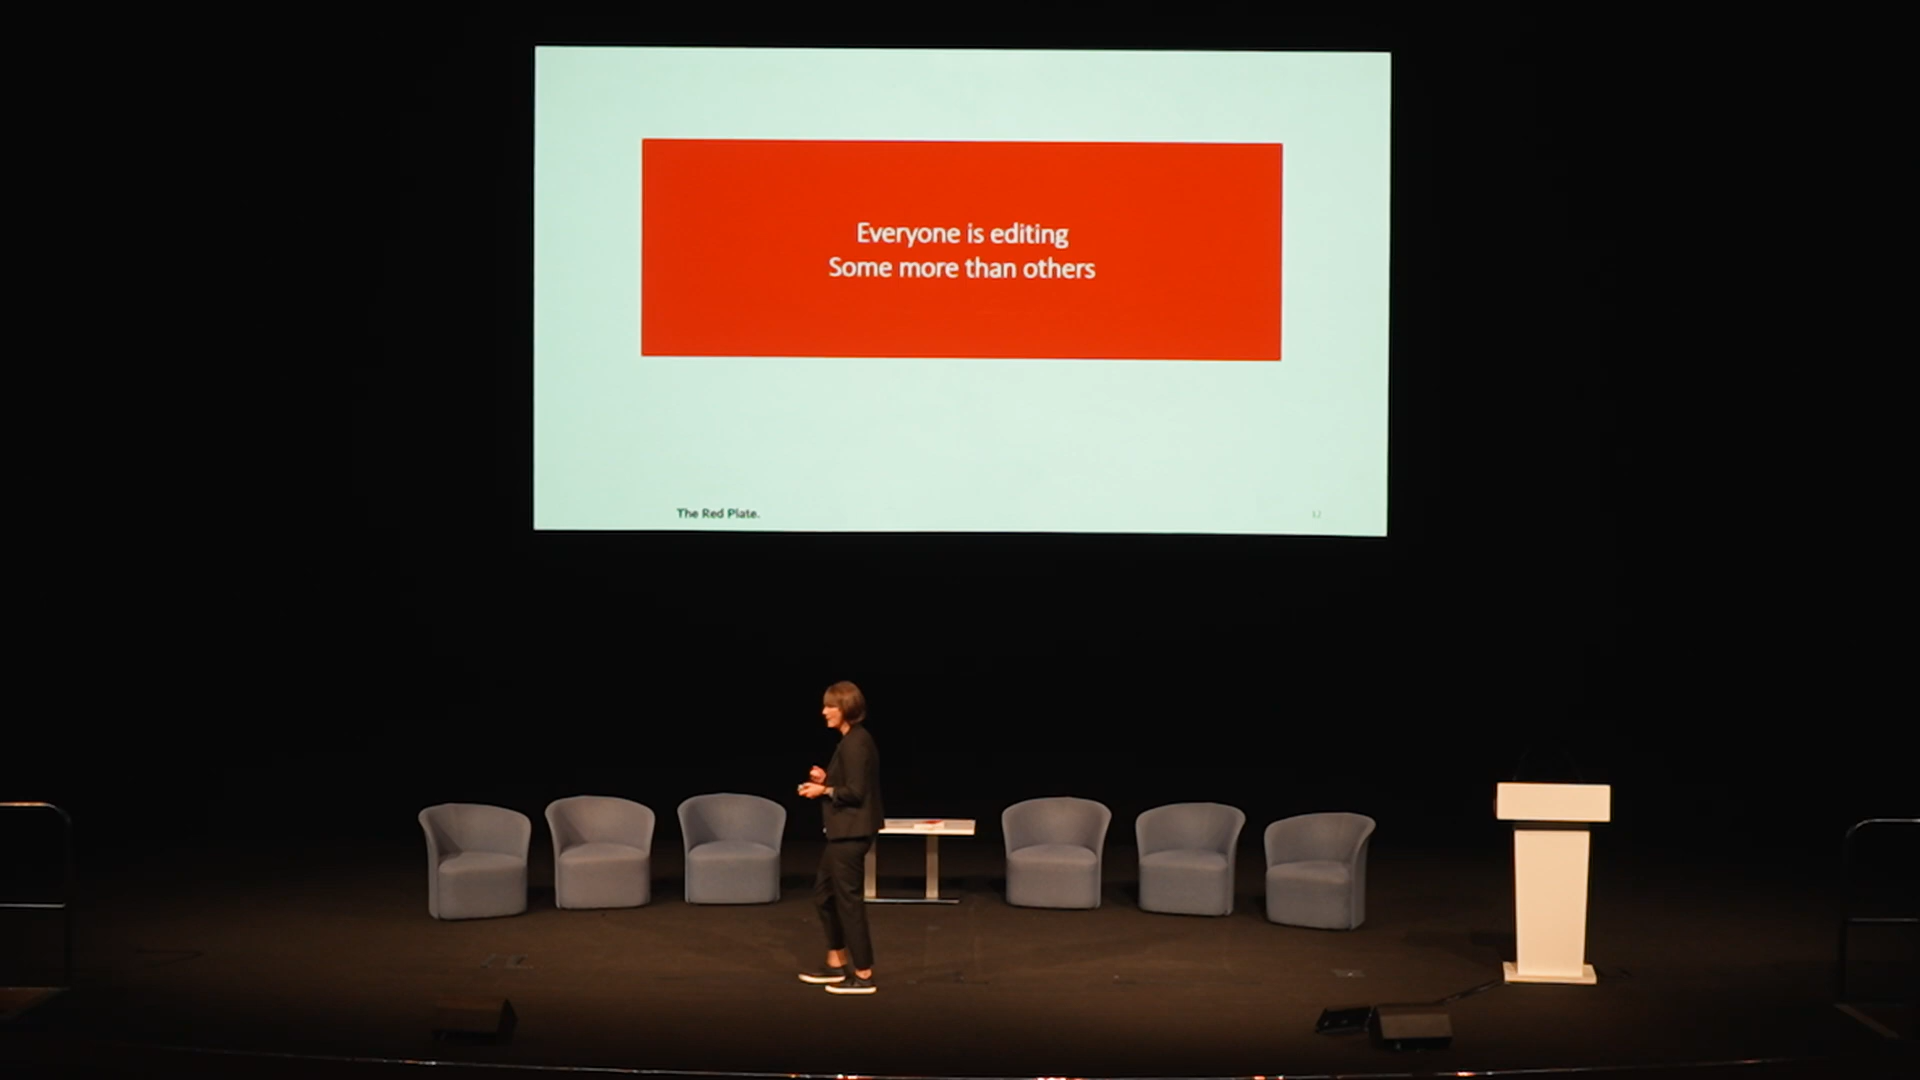 Everyone is editing
Some more than others
The Red Plate.